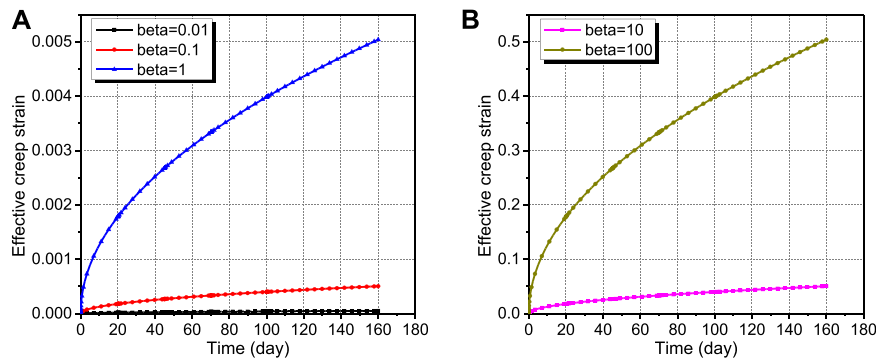 A
beta=0.01
beta=0.1
beta=1
Effective creep strain
0.005
0.004
0.003
0.002
0.001
0.000
0 20 40 60 80 100 120 140 160 180
Time (day)
B
beta=10
beta=100
Effective creep strain
0.5
0.4
0.3
0.2
0.1
0.0
0 20 40 60 80 100 120 140 160 180
Time (day)